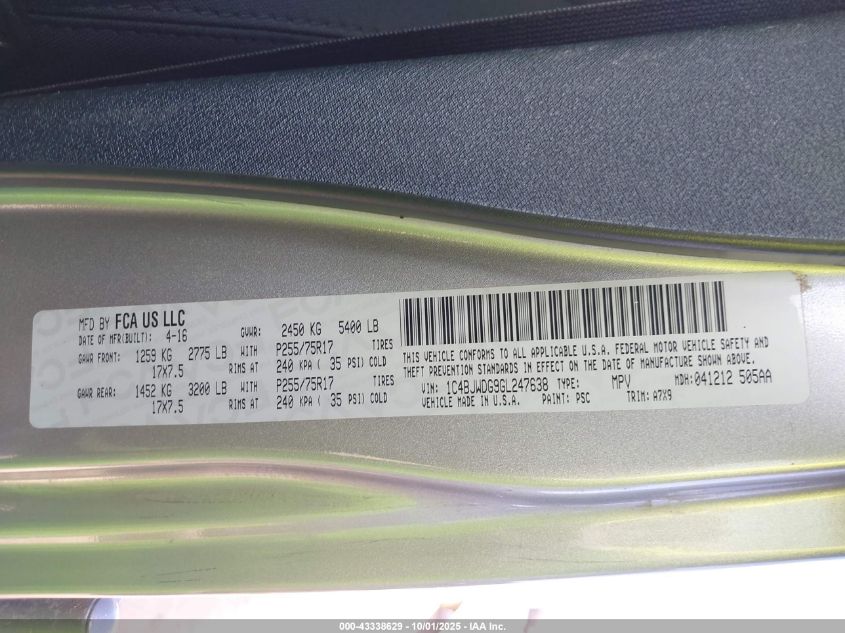 MFD BY FCA US LLC
DATE OF MFR(BUILT): 4-16 GVWR: 2450 KG 5400 LB
GAWR FRONT: 1259 KG 2775 LB WITH P255/75R17 TIRES
17X7.5 RIMS AT 240 KPA ( 35 PSI) COLD
GAWR REAR: 1452 KG 3200 LB WITH P255/75R17 TIRES
17X7.5 RIMS AT 240 KPA ( 35 PSI) COLD
THIS VEHICLE CONFORMS TO ALL APPLICABLE U.S.A. FEDERAL MOTOR VEHICLE SAFETY AND
THEFT PREVENTION STANDARDS IN EFFECT ON THE DATE OF MANUFACTURE SHOWN ABOVE.
VIN: 1C4BJWDG9GL247638 TYPE: MPV MDH: 041212 505AA
VEHICLE MADE IN U.S.A. PAINT: PSC TRIM: A7X9
000-43338629 - 10/01/2025 - IAA Inc.